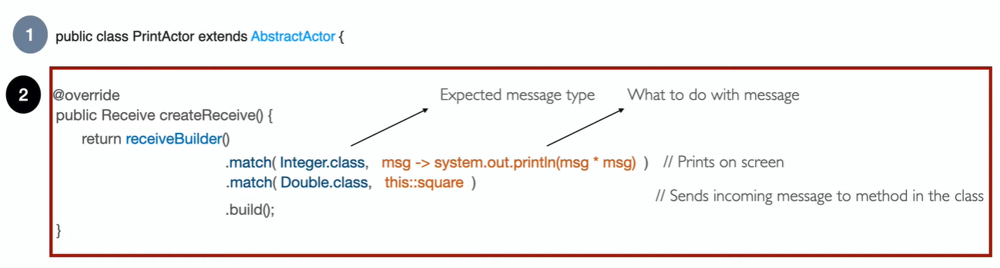 1
public class PrintActor extends AbstractActor {
2
@override
Expected message type
What to do with message
public Receive createReceive() {
return receiveBuilder()
.match( Integer.class, msg -> system.out.println(msg * msg) ) // Prints on screen
.match( Double.class, this::square )
// Sends incoming message to method in the class
.build();
}